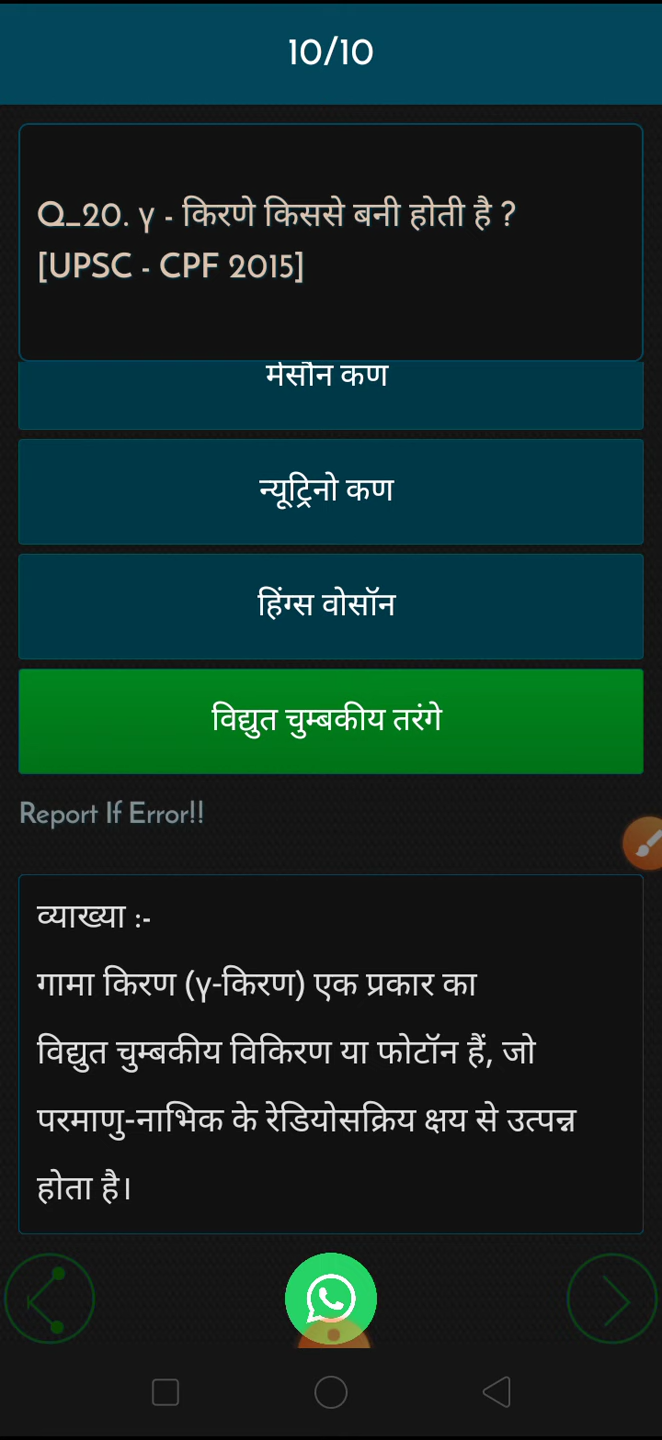 10/10
Q_20. γ - किरणे किससे बनी होती है ?
[UPSC - CPF 2015]
मेसौन कण
न्यूट्रिनो कण
हिंग्स वोसॉन
विद्युत चुम्बकीय तरंगे
Report If Error!!
व्याख्या :-
गामा किरण (γ-किरण) एक प्रकार का
विद्युत चुम्बकीय विकिरण या फोटॉन हैं, जो
परमाणु-नाभिक के रेडियोसक्रिय क्षय से उत्पन्न
होता है।